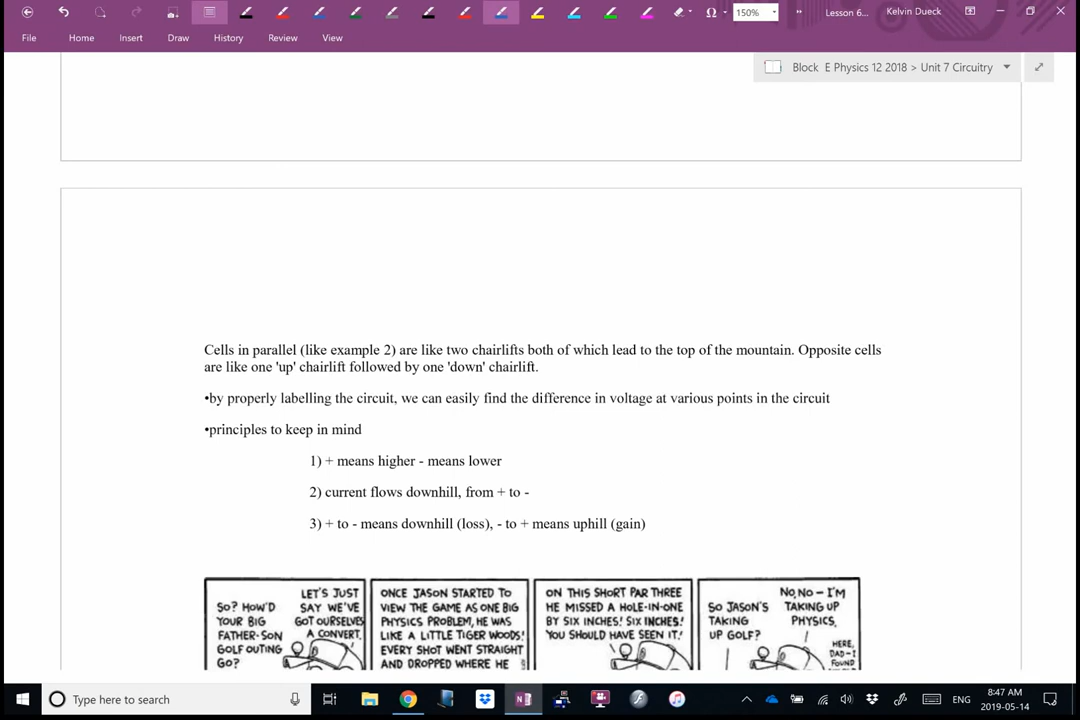 150%
Lesson 6...
Kelvin Dueck
File
Home
Insert
Draw
History
Review
View
Block E Physics 12 2018 > Unit 7 Circuitry
Cells in parallel (like example 2) are like two chairlifts both of which lead to the top of the mountain. Opposite cells
are like one 'up' chairlift followed by one 'down' chairlift.
•by properly labelling the circuit, we can easily find the difference in voltage at various points in the circuit
•principles to keep in mind
1) + means higher - means lower
2) current flows downhill, from + to -
3) + to - means downhill (loss), - to + means uphill (gain)
SO? HOW'D
YOUR BIG
FATHER-SON
GOLF OUTING
GO?
LET'S JUST
SAY WE'VE
GOT OURSELVES
A CONVERT.
ONCE JASON STARTED TO
VIEW THE GAME AS ONE BIG
PHYSICS PROBLEM, HE WAS
LIKE A LITTLE TIGER WOODS!
EVERY SHOT WENT STRAIGHT
AND DROPPED WHERE HE
ON THIS SHORT PAR THREE
HE MISSED A HOLE-IN-ONE
BY SIX INCHES! SIX INCHES!
YOU SHOULD HAVE SEEN IT!
SO JASON'S
TAKING
UP GOLF?
NO, NO – I'M
TAKING UP
PHYSICS.
HERE,
DAD-I
FOUND
Type here to search
ENG
8:47 AM
2019-05-14